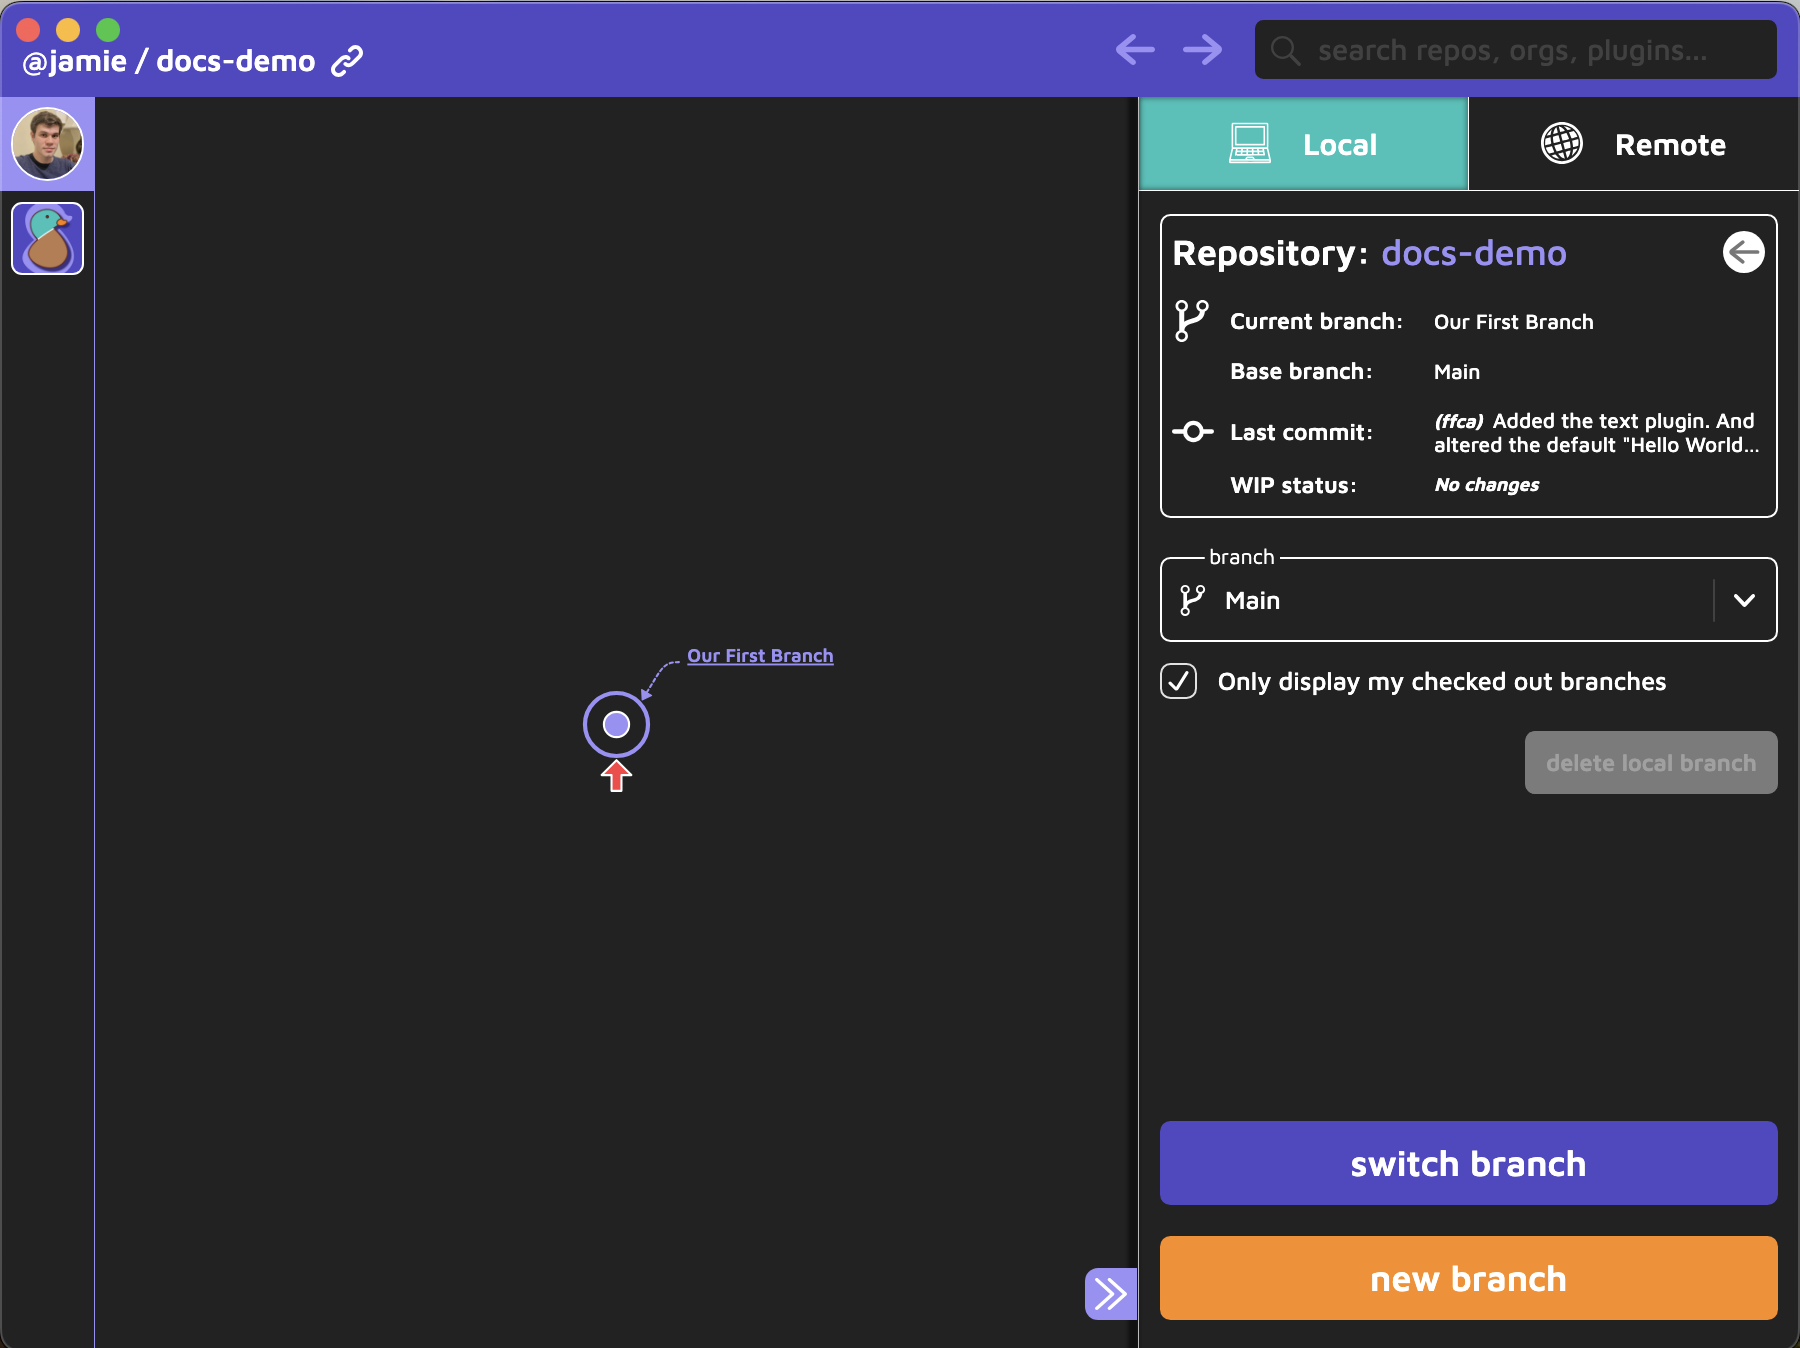 @jamie / docs-demo
search repos, orgs, plugins...
Local
Remote
Repository: docs-demo
Current branch: Our First Branch
Base branch: Main
Last commit: (ffca) Added the text plugin. And
altered the default "Hello World...
WIP status: No changes
branch
Main
Only display my checked out branches
delete local branch
Our First Branch
switch branch
new branch